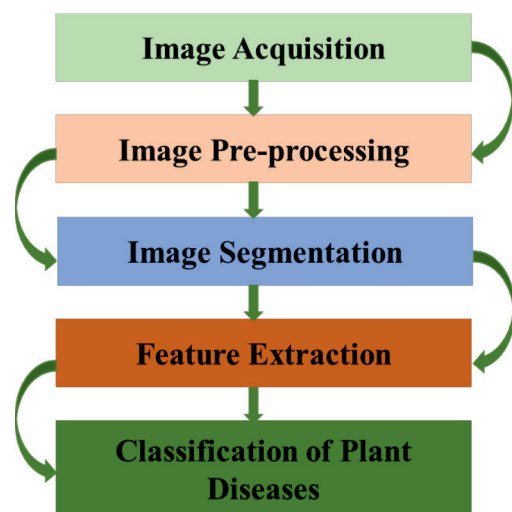 Image Acquisition
Image Pre-processing
Image Segmentation
Feature Extraction
Classification of Plant
Diseases